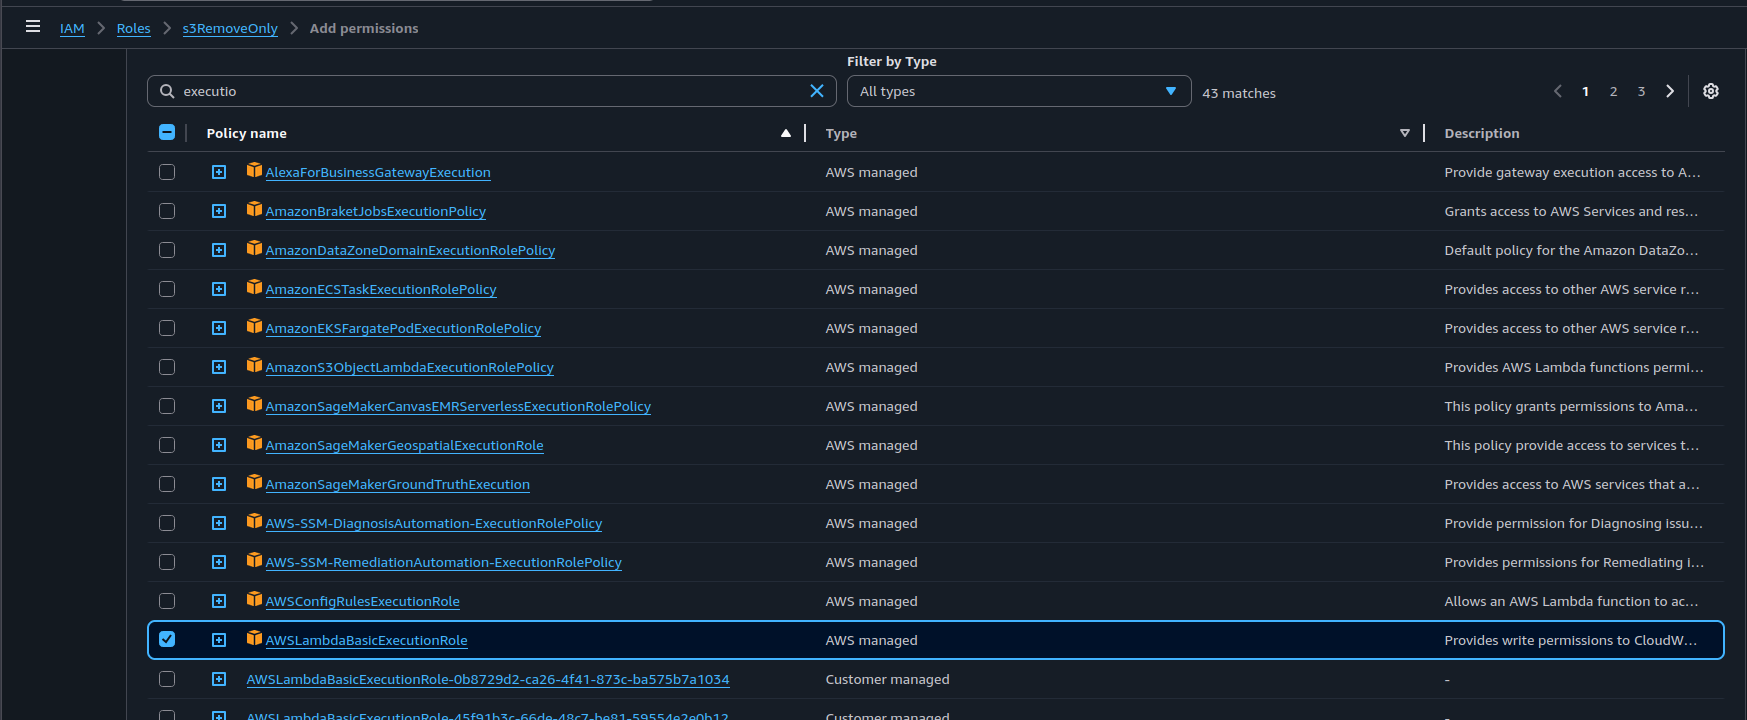 IAM > Roles > s3RemoveOnly > Add permissions
Filter by Type
executio All types 43 matches 1 2 3
Policy name Type Description
AlexaForBusinessGatewayExecution AWS managed Provide gateway execution access to A...
AmazonBraketJobsExecutionPolicy AWS managed Grants access to AWS Services and res...
AmazonDataZoneDomainExecutionRolePolicy AWS managed Default policy for the Amazon DataZo...
AmazonECSTaskExecutionRolePolicy AWS managed Provides access to other AWS service r...
AmazonEKSFargatePodExecutionRolePolicy AWS managed Provides access to other AWS service r...
AmazonS3ObjectLambdaExecutionRolePolicy AWS managed Provides AWS Lambda functions permi...
AmazonSageMakerCanvasEMRServerlessExecutionRolePolicy AWS managed This policy grants permissions to Ama...
AmazonSageMakerGeospatialExecutionRole AWS managed This policy provide access to services t...
AmazonSageMakerGroundTruthExecution AWS managed Provides access to AWS services that a...
AWS-SSM-DiagnosisAutomation-ExecutionRolePolicy AWS managed Provide permission for Diagnosing issu...
AWS-SSM-RemediationAutomation-ExecutionRolePolicy AWS managed Provides permissions for Remediating i...
AWSConfigRulesExecutionRole AWS managed Allows an AWS Lambda function to ac...
AWSLambdaBasicExecutionRole AWS managed Provides write permissions to CloudW...
AWSLambdaBasicExecutionRole-0b8729d2-ca26-4f41-873c-ba575b7a1034 Customer managed -
AWSLambdaBasicExecutionRole-45f91b3c-66de-48c7-be81-59554e2e0b12 Customer managed -